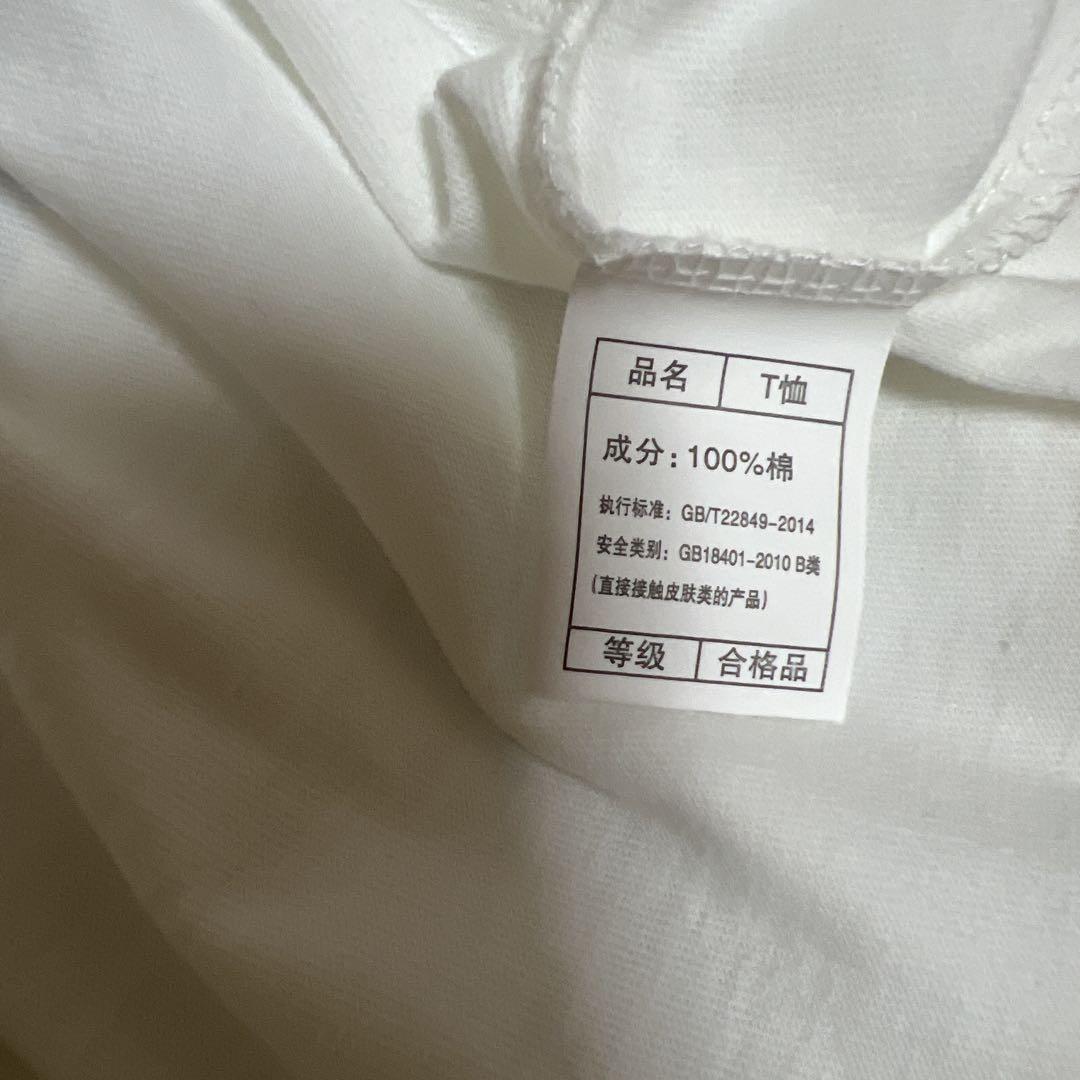 品名 T恤
成分：100%棉
执行标准：GB/T22849-2014
安全类别：GB18401-2010 B类
（直接接触皮肤类的产品）
等级 合格品